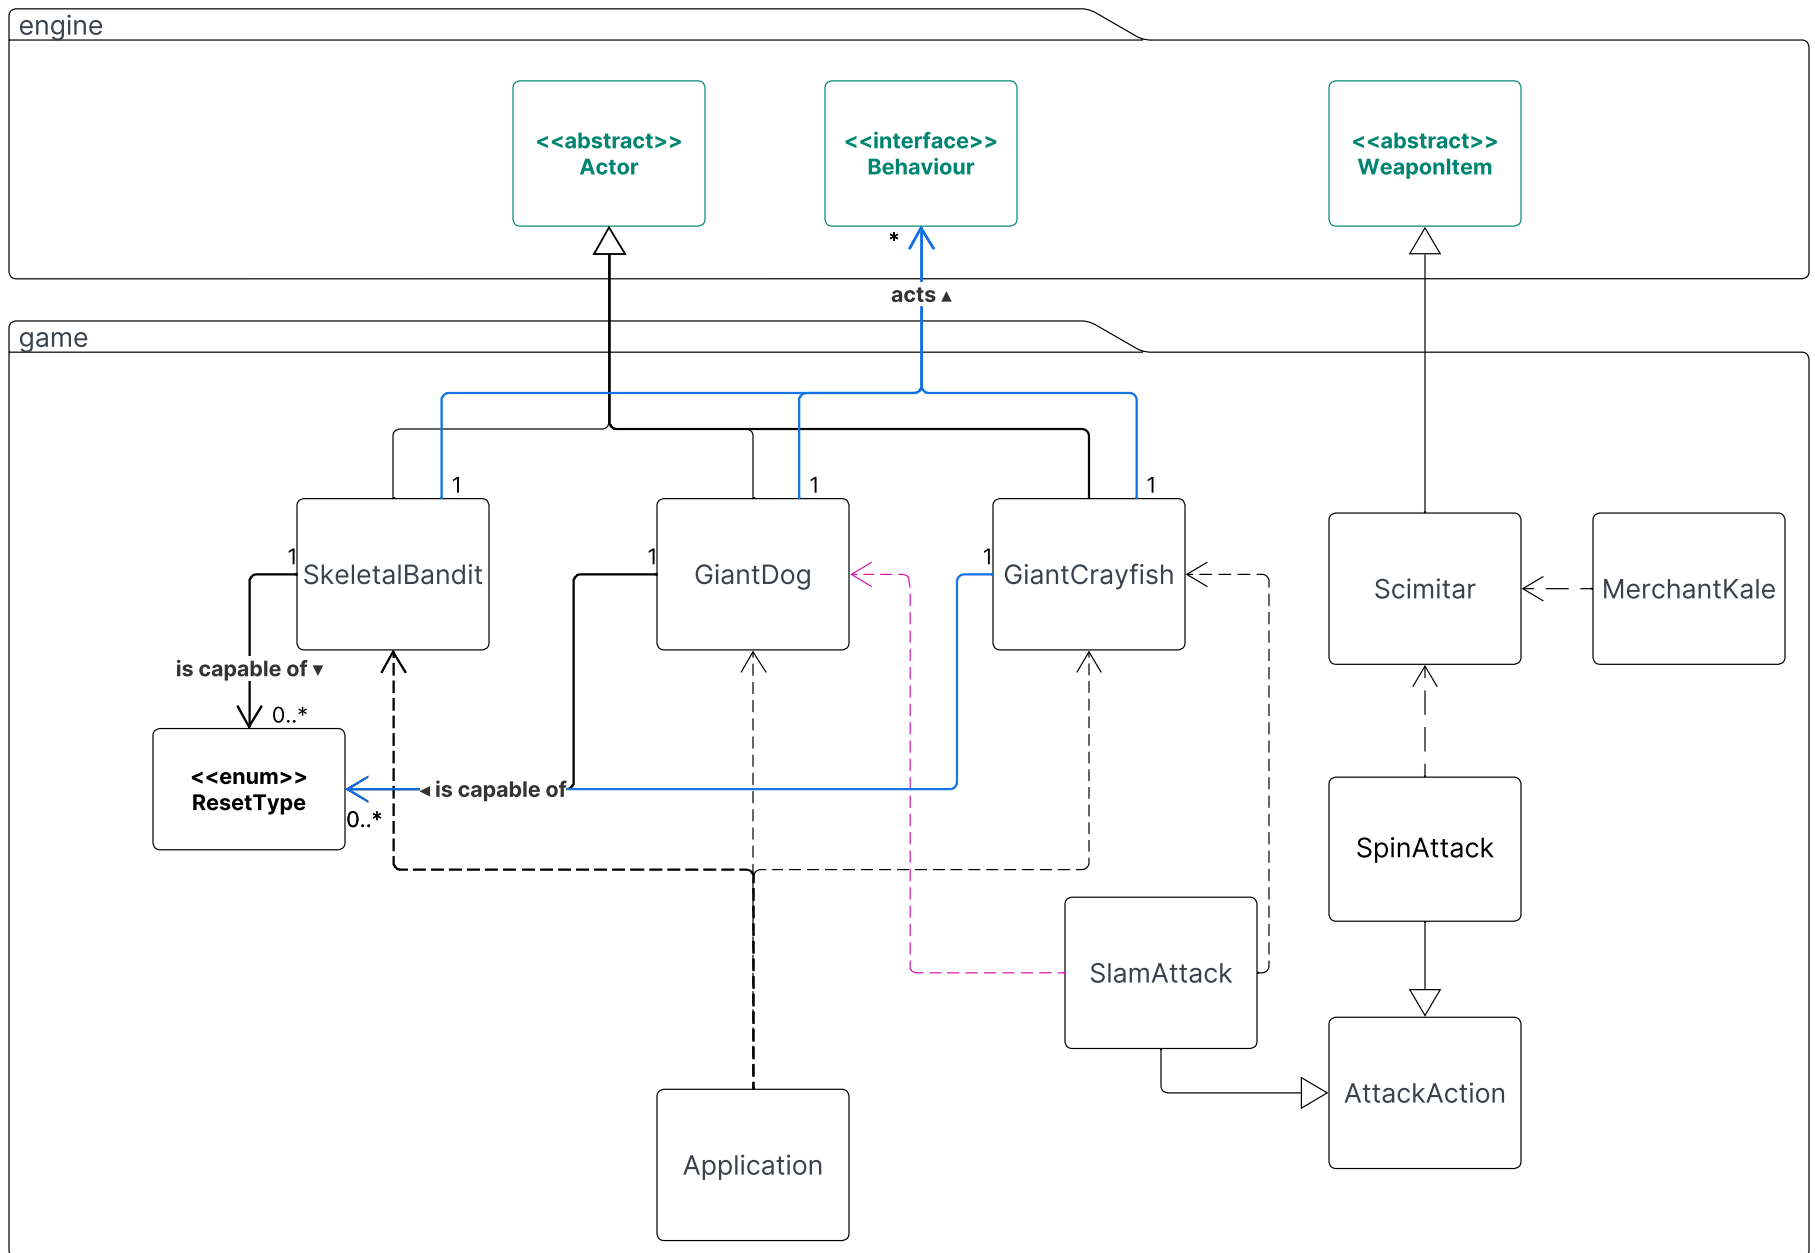 engine
<<abstract>>
Actor
<<interface>>
Behaviour
<<abstract>>
WeaponItem
*
acts ▴
game
1
1
1
1
SkeletalBandit
1
GiantDog
1
GiantCrayfish
Scimitar
MerchantKale
is capable of ▾
0..*
<<enum>>
ResetType
◂ is capable of
0..*
SpinAttack
SlamAttack
AttackAction
Application